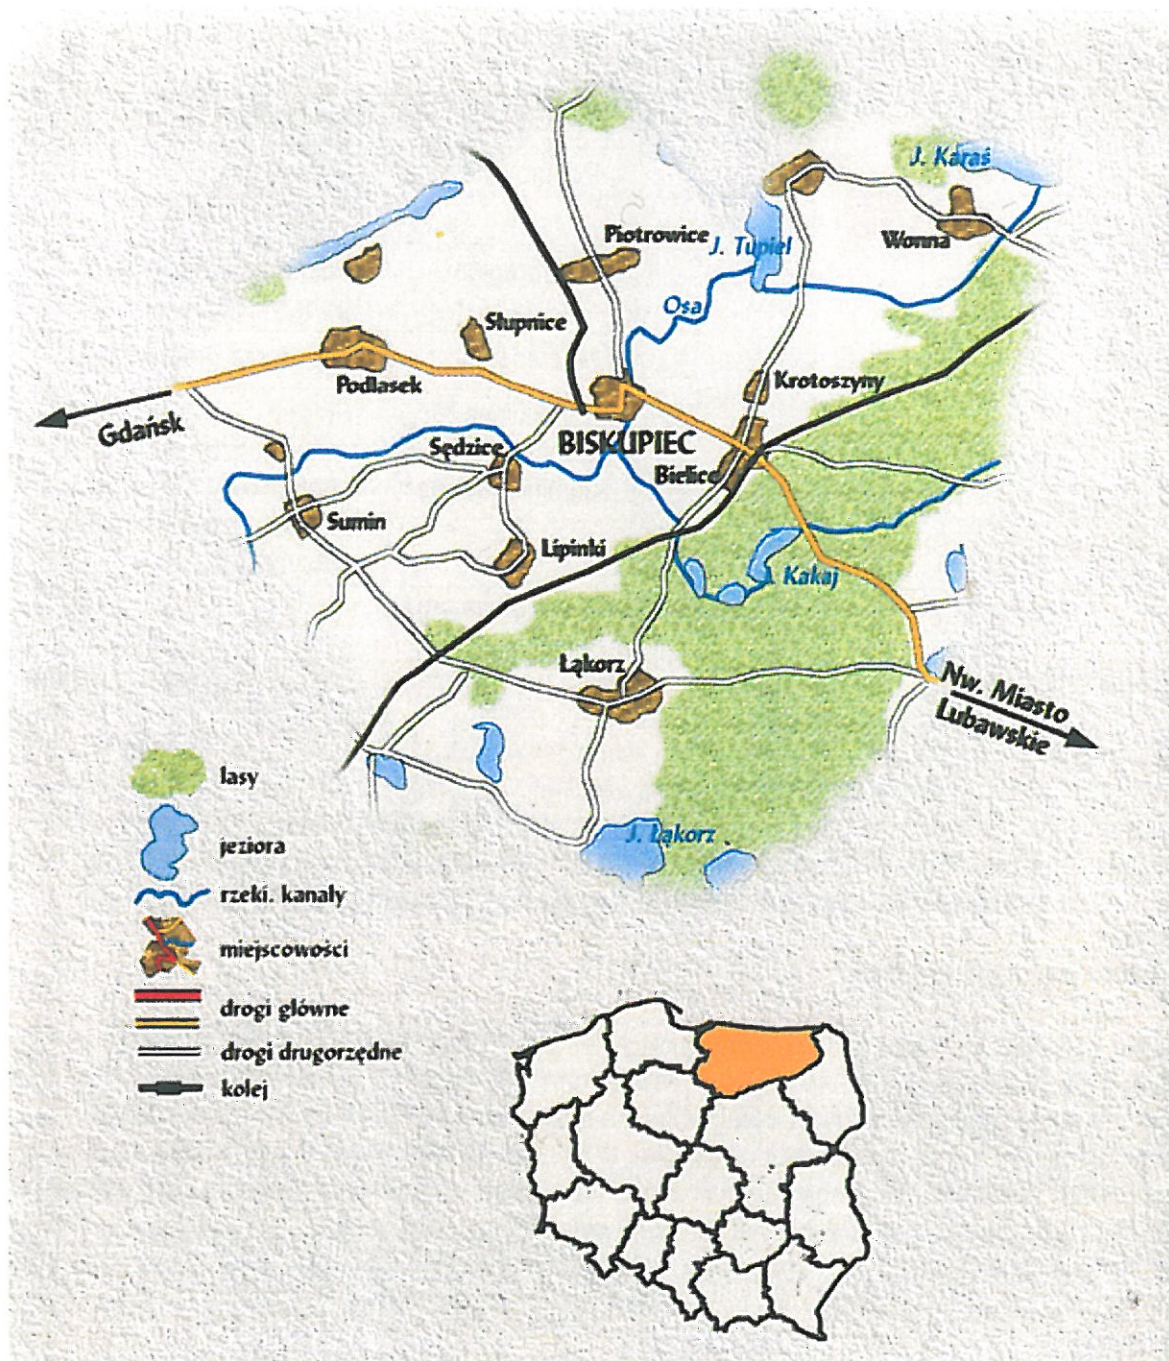 J. Karaś
Piotrowice
J. Tupiel
Wonna
Osa
Słupnice
Podlasek
Krotoszyny
Gdańsk
BISKUPIEC
Sędzice
Bielice
Sumin
Lipinki
J. Kakaj
Łąkorz
Nw. Miasto
Lubawskie
J. Łąkorz
lasy
jeziora
rzeki. kanały
miejscowości
drogi główne
drogi drugorzędne
kolej